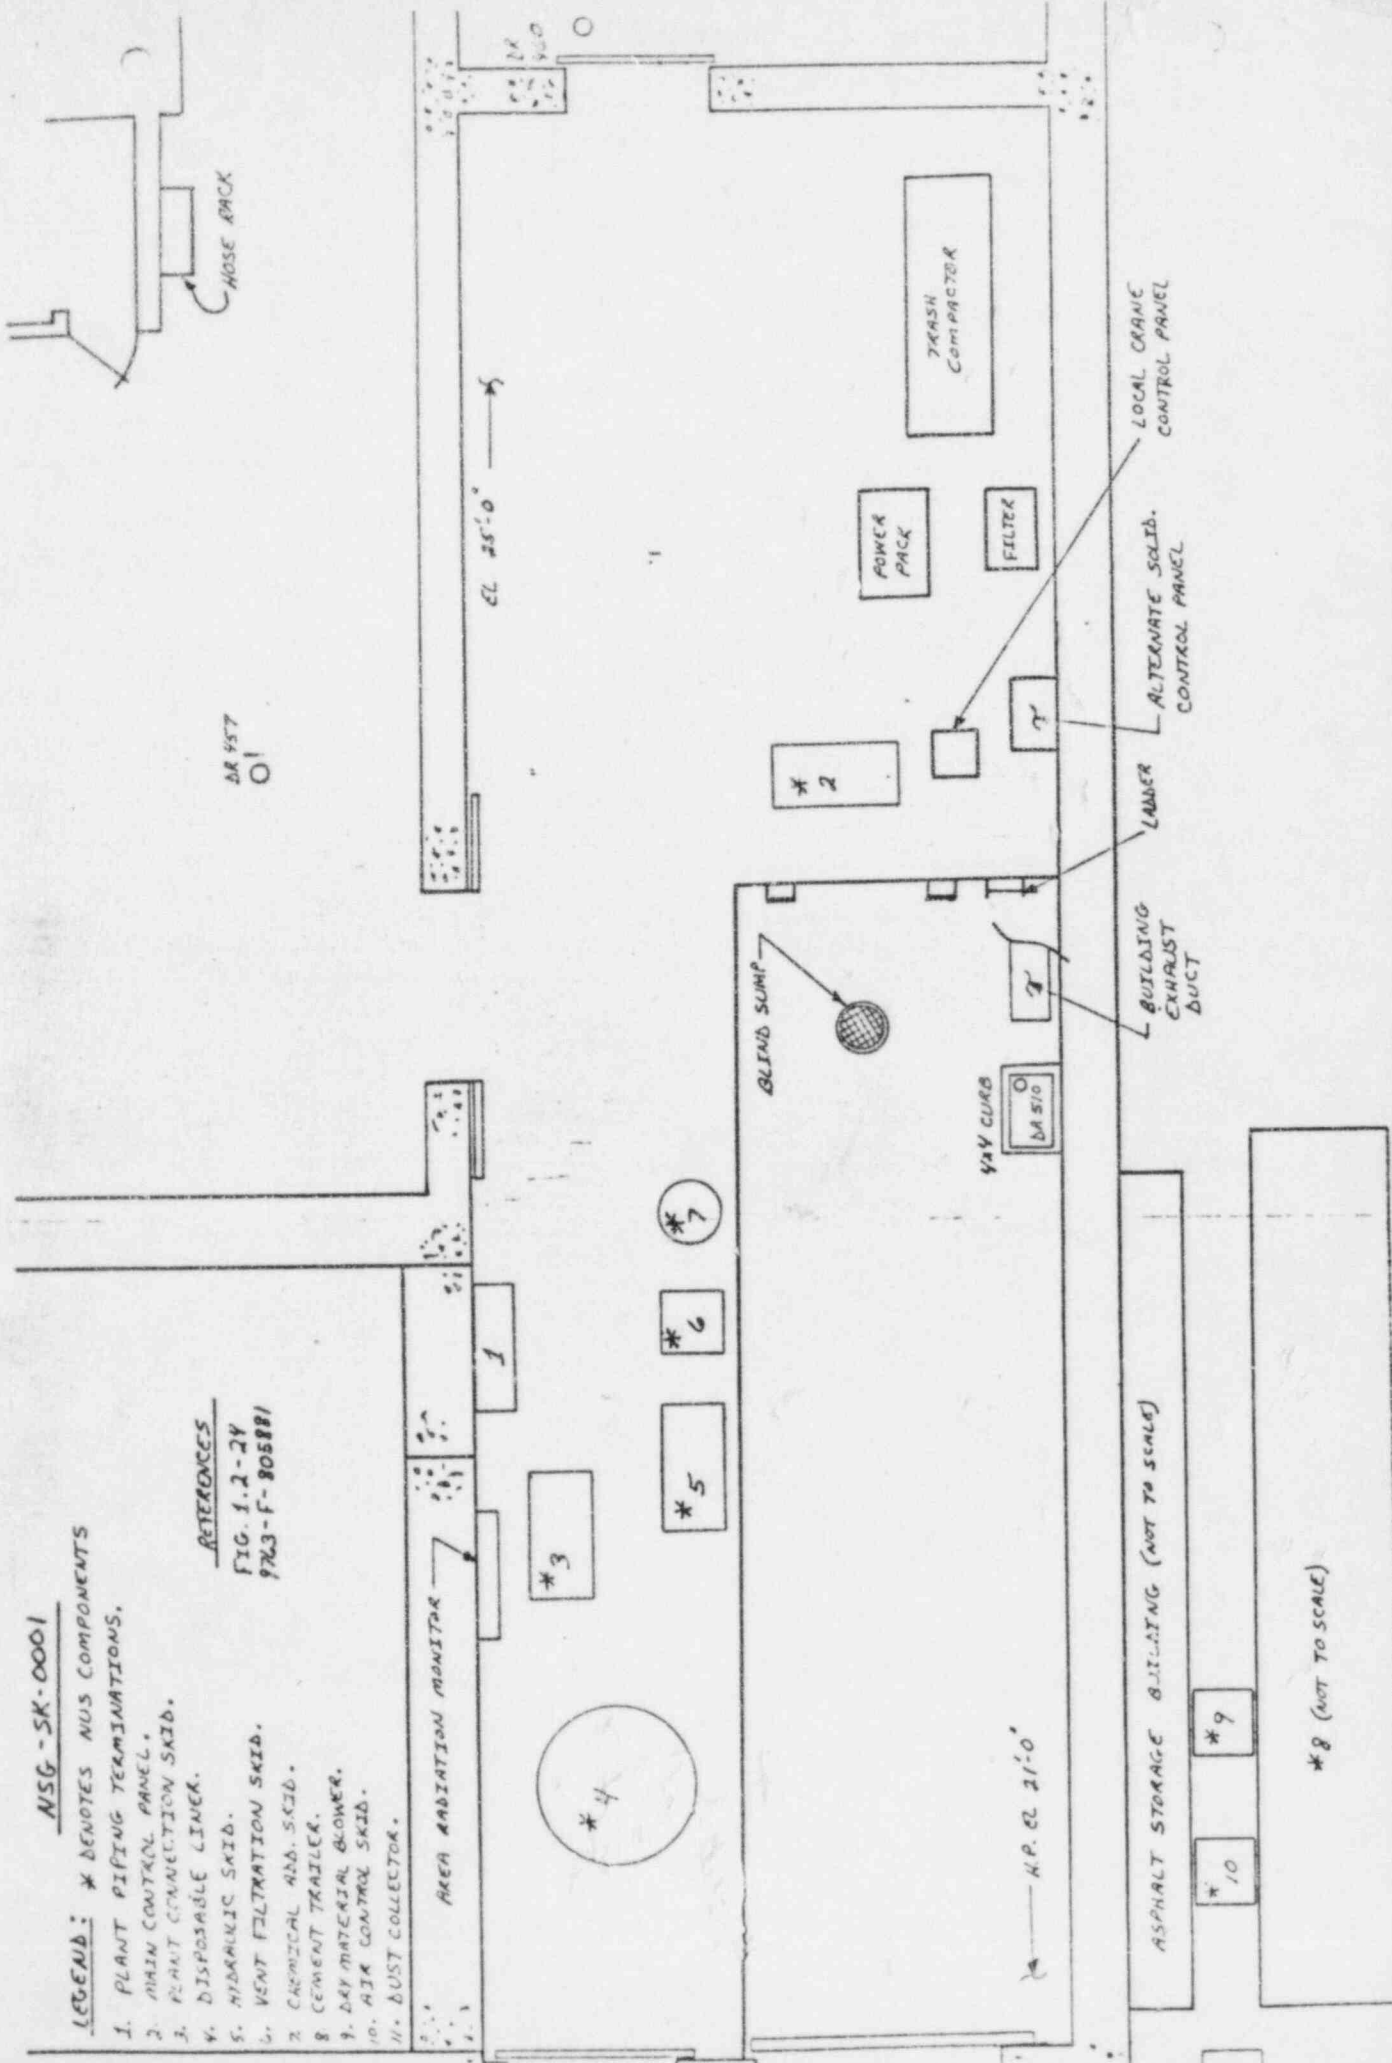 NSG-SK-0001
LEGEND: * DENOTES NUS COMPONENTS
1. PLANT PIPING TERMINATIONS.
2. MAIN CONTROL PANEL.
3. PLANT CONNECTION SKID.
4. DISPOSABLE LINER.
5. HYDRAULIC SKID.
6. VENT FILTRATION SKID.
7. CHEMICAL ADD. SKID.
8. CEMENT TRAILER.
9. DRY MATERIAL BLOWER.
10. AIR CONTROL SKID.
11. DUST COLLECTOR.
REFERENCES
FIG. 1.2-24
9763-F-805881
DR 457
HOSE RACK
DR
460
AREA RADIATION MONITOR
1
EL 25'-0"
*3
*4
*5
*6
*7
BLIND SUMP
*2
POWER
PACK
TRASH
COMPACTOR
FILTER
4x4 CURB
DR 510
H.P. EL 21'-0"
BUILDING
EXHAUST
DUCT
LADDER
ALTERNATE SOLID.
CONTROL PANEL
LOCAL CRANE
CONTROL PANEL
ASPHALT STORAGE BUILDING (NOT TO SCALE)
*10
*9
*8 (NOT TO SCALE)